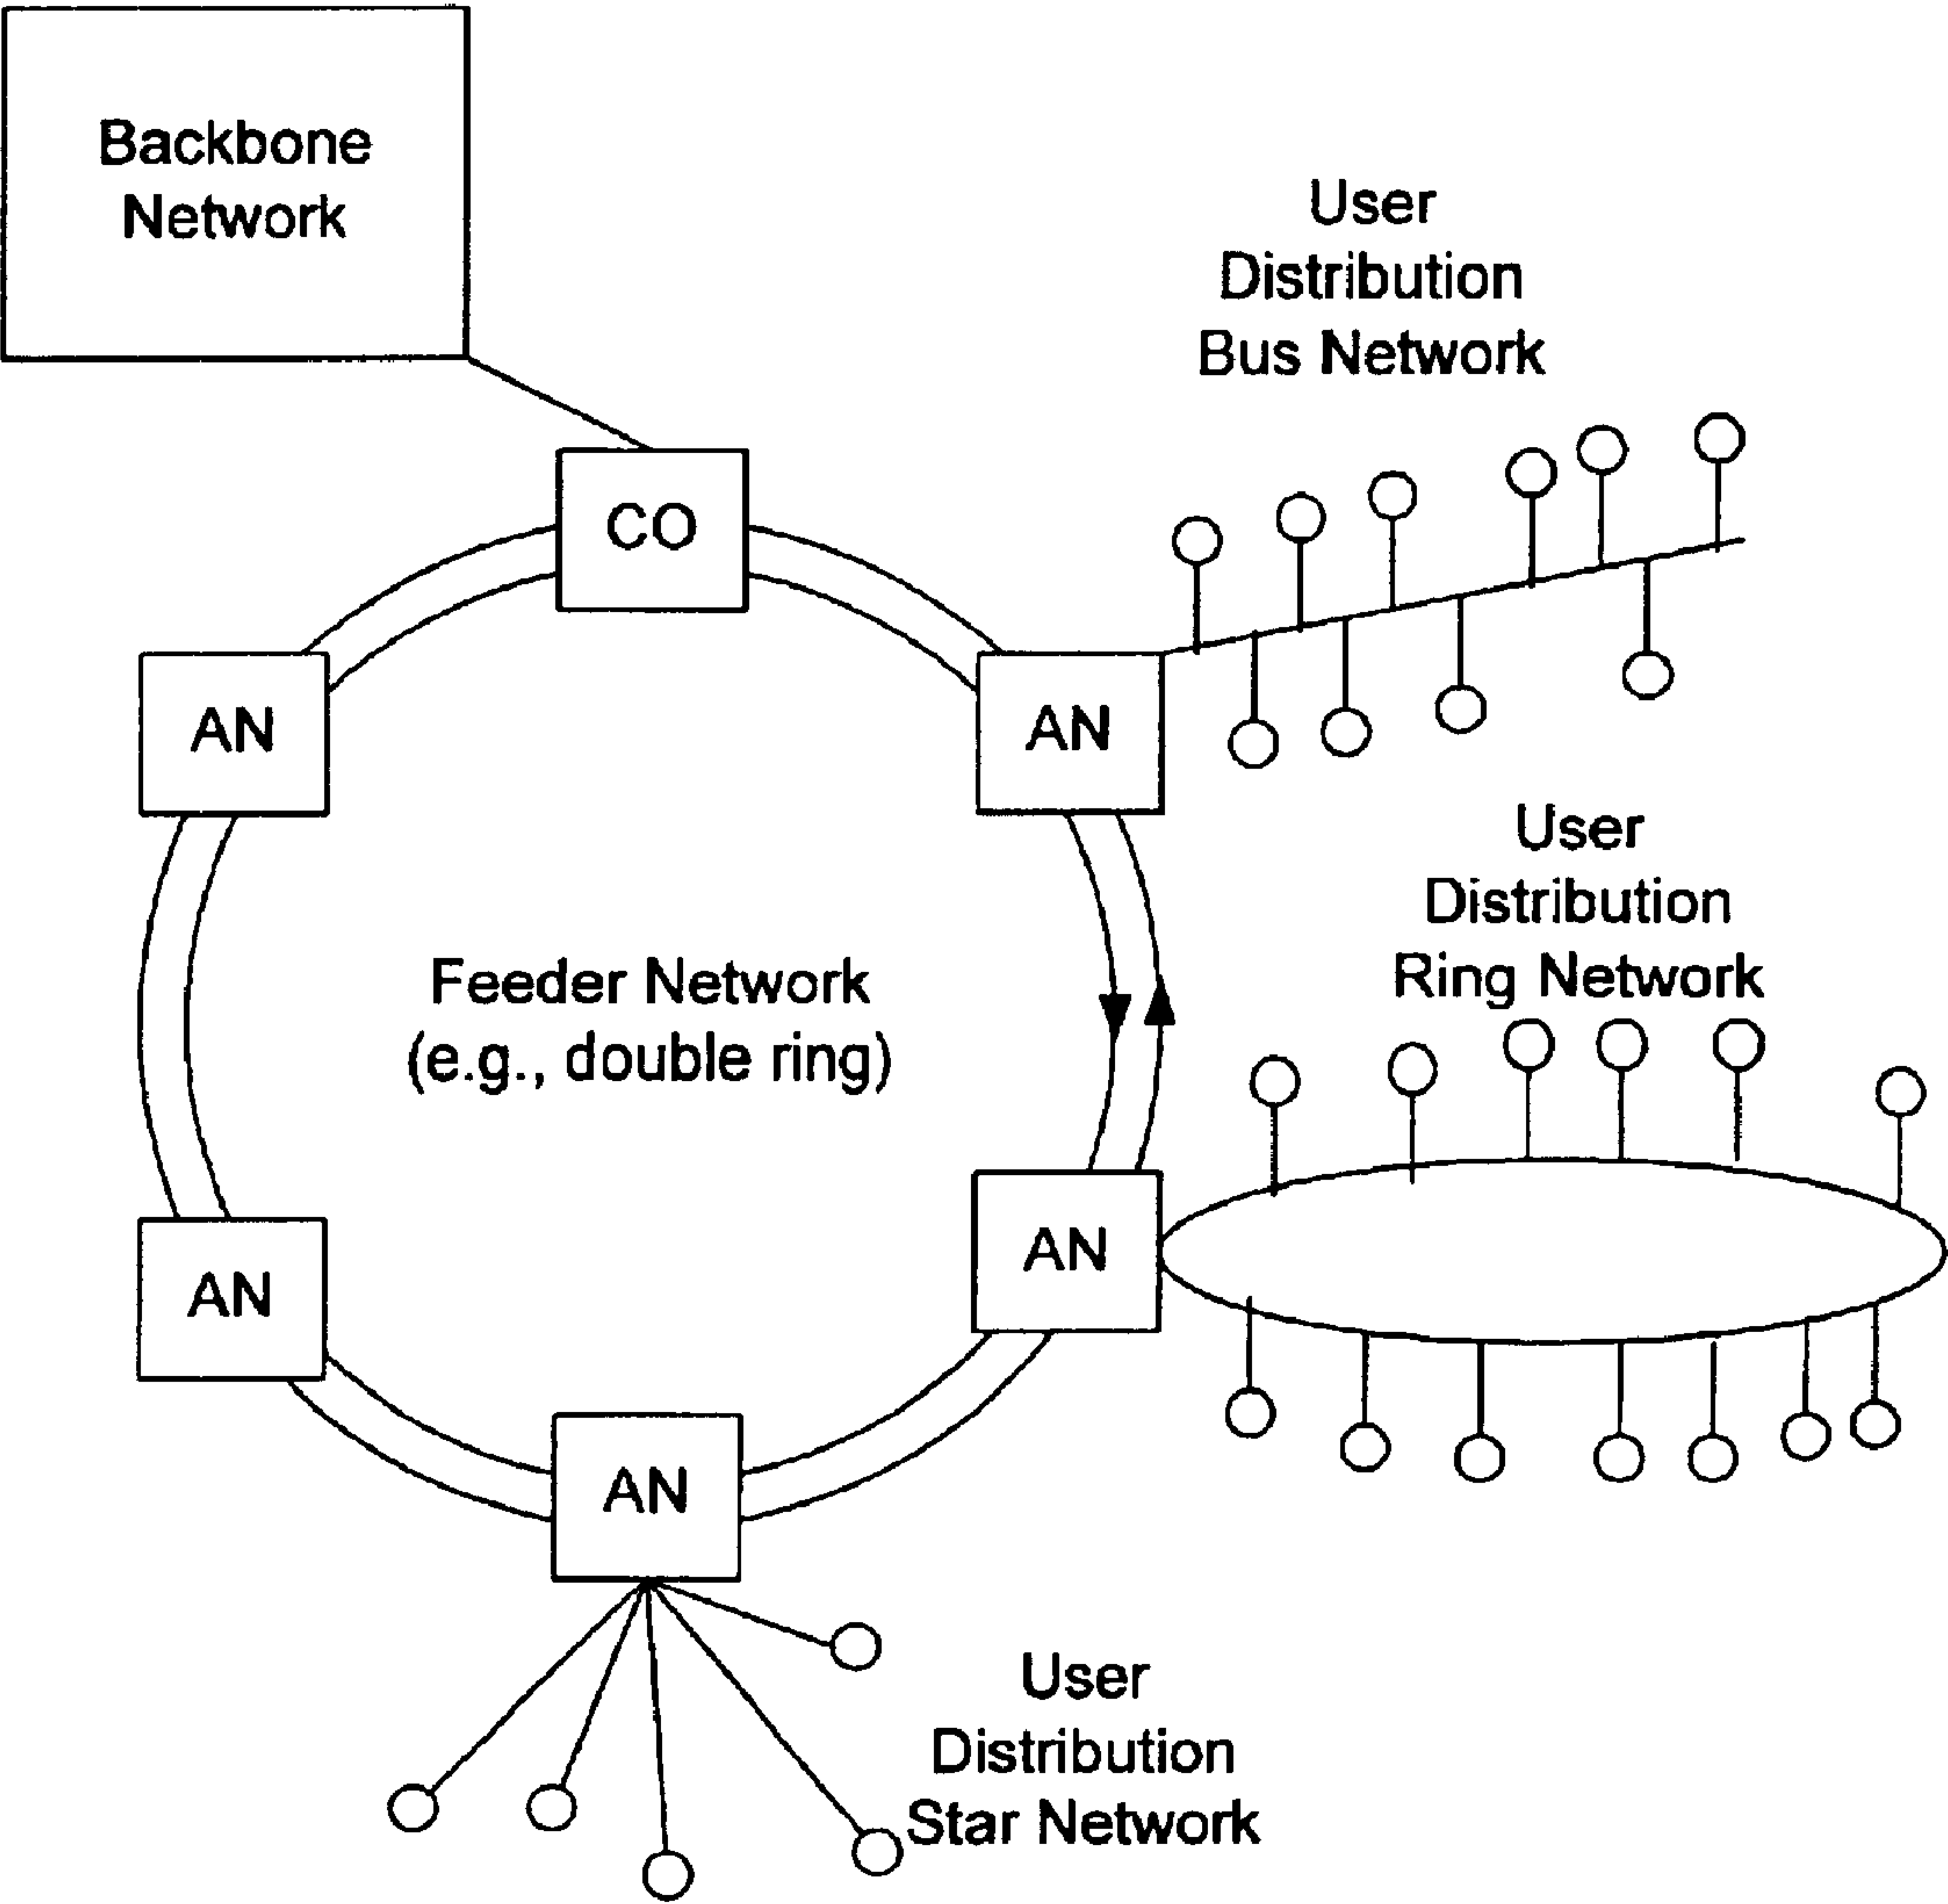 Backbone
Network
User
Distribution
Bus Network
CO
AN
AN
User
Distribution
Ring Network
Feeder Network
(e.g., double ring)
AN
AN
AN
User
Distribution
Star Network